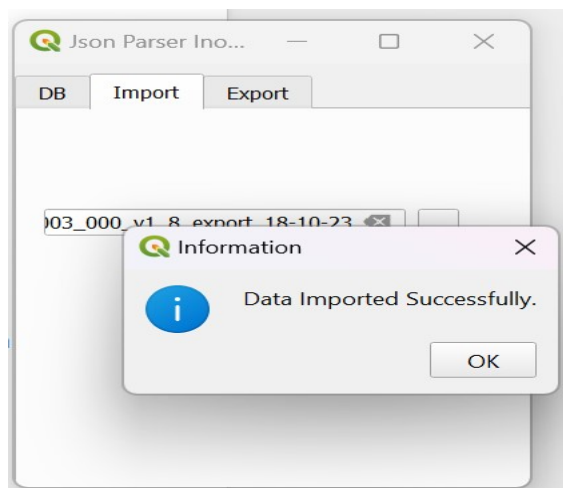 Json Parser Ino...
DB Import Export
003_000_v1_8_export_18-10-23
Information
Data Imported Successfully.
OK